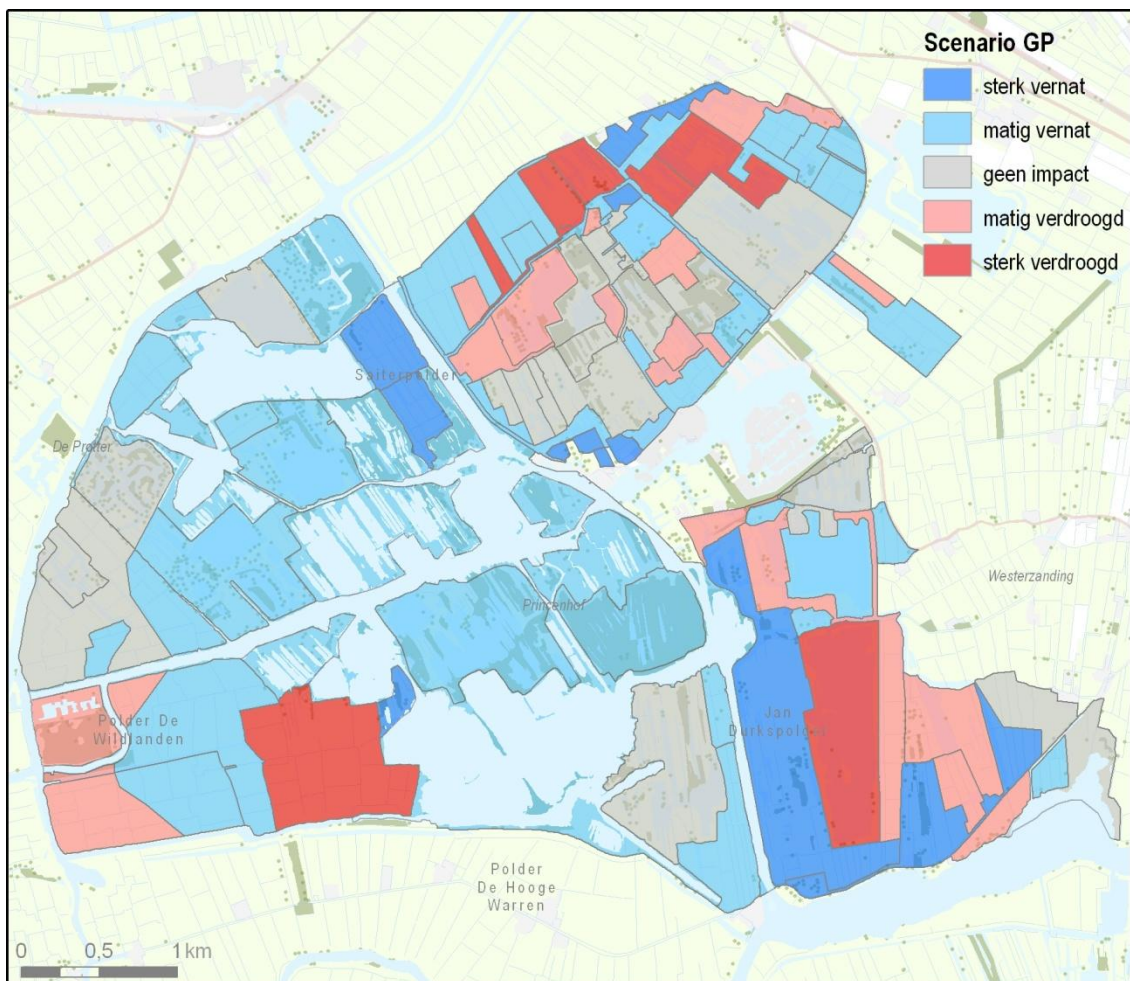 Scenario GP
sterk vernat
matig vernat
geen impact
matig verdroogd
sterk verdroogd
Saiterpolder
De Proller
Westerzanding
Princenhof
Polder De
Wildlanden
Jan
Durkspolder
Polder
De Hooge
Warren
0 0,5 1 km